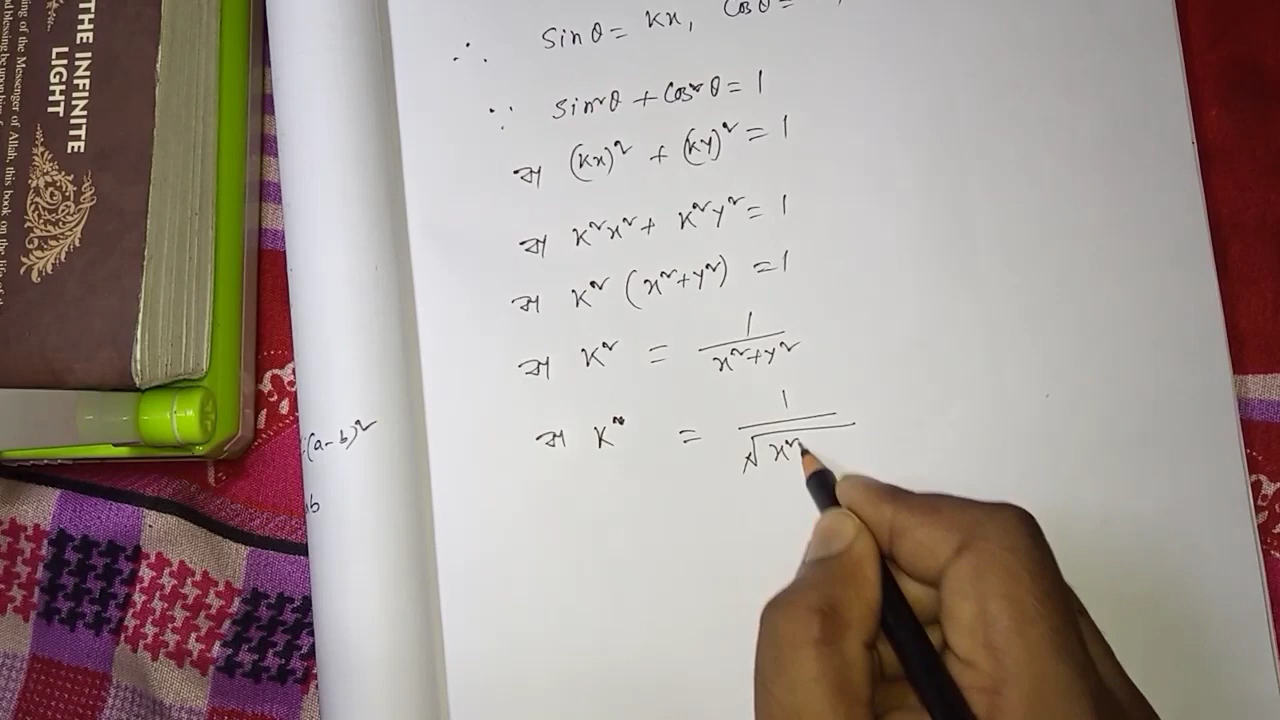 THE INFINITE
LIGHT
∴ Sinθ = Kx, Cosθ =
∵ Sin²θ + Cos²θ = 1
বা (Kx)² + (Ky)² = 1
বা K²x² + K²y² = 1
বা K² (x²+y²) = 1
বা K² = 1/(x²+y²)
বা K = 1/√x²
:(a-b)²